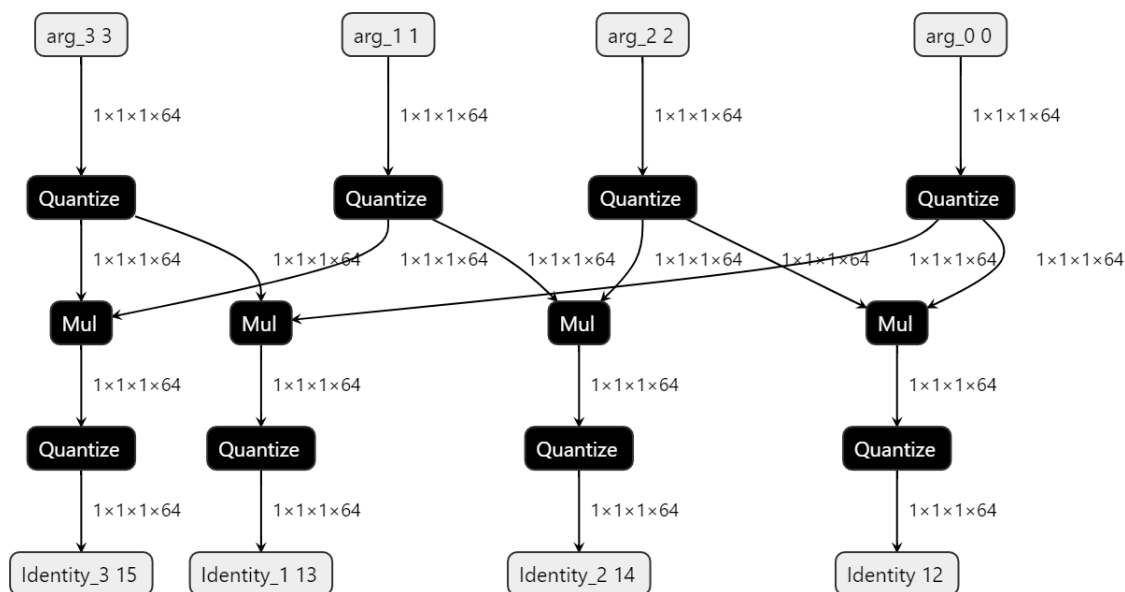 arg_3 3
arg_1 1
arg_2 2
arg_0 0
1×1×1×64
1×1×1×64
1×1×1×64
1×1×1×64
Quantize
Quantize
Quantize
Quantize
1×1×1×64
1×1×1×64
1×1×1×64
1×1×1×64
1×1×1×64
1×1×1×64
1×1×1×64
1×1×1×64
Mul
Mul
Mul
Mul
1×1×1×64
1×1×1×64
1×1×1×64
1×1×1×64
Quantize
Quantize
Quantize
Quantize
1×1×1×64
1×1×1×64
1×1×1×64
1×1×1×64
Identity_3 15
Identity_1 13
Identity_2 14
Identity 12